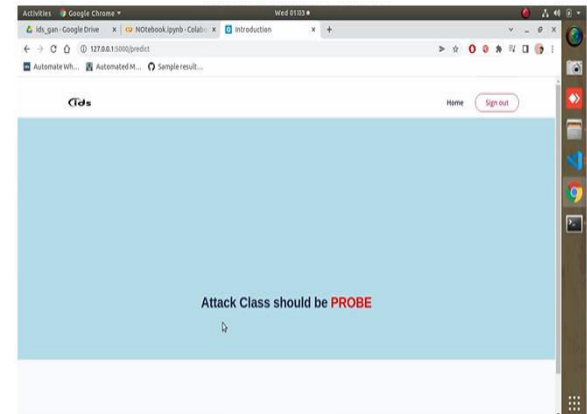 Activities Google Chrome Wed 01:03
ids_gan - Google Drive NOtebook.ipynb - Colab Introduction
127.0.0.1:5000/predict
Automate Wh... Automated M... Sample result...
ids Home Sign out
Attack Class should be PROBE